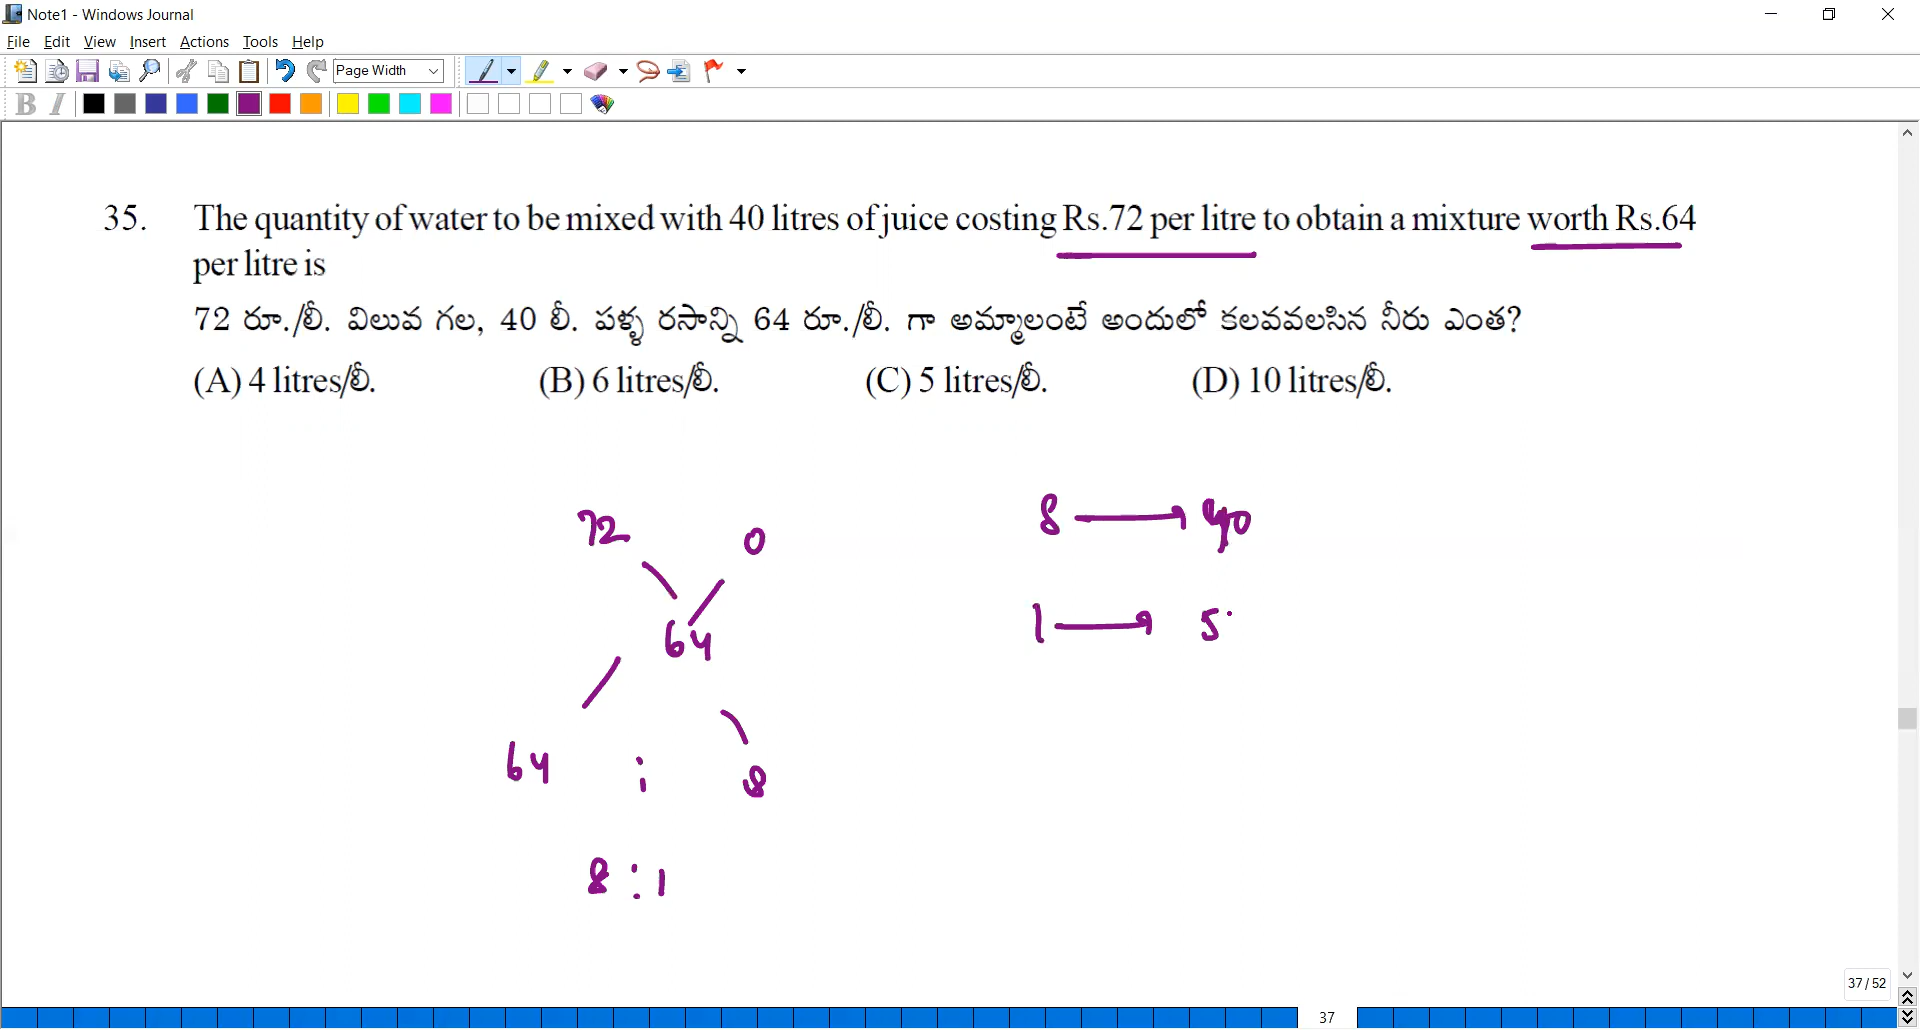 Note1 - Windows Journal
File Edit View Insert Actions Tools Help
Page Width
B I
35. The quantity of water to be mixed with 40 litres of juice costing Rs.72 per litre to obtain a mixture worth Rs.64
per litre is
72 రూ./లీ. విలువ గల, 40 లీ. పళ్ళ రసాన్ని 64 రూ./లీ. గా అమ్మాలంటే అందులో కలవవలసిన నీరు ఎంత?
(A) 4 litres/లీ. (B) 6 litres/లీ. (C) 5 litres/లీ. (D) 10 litres/లీ.
72 0
64
64 : 8
8 : 1
8 → 40
1 → 5
37 / 52
37